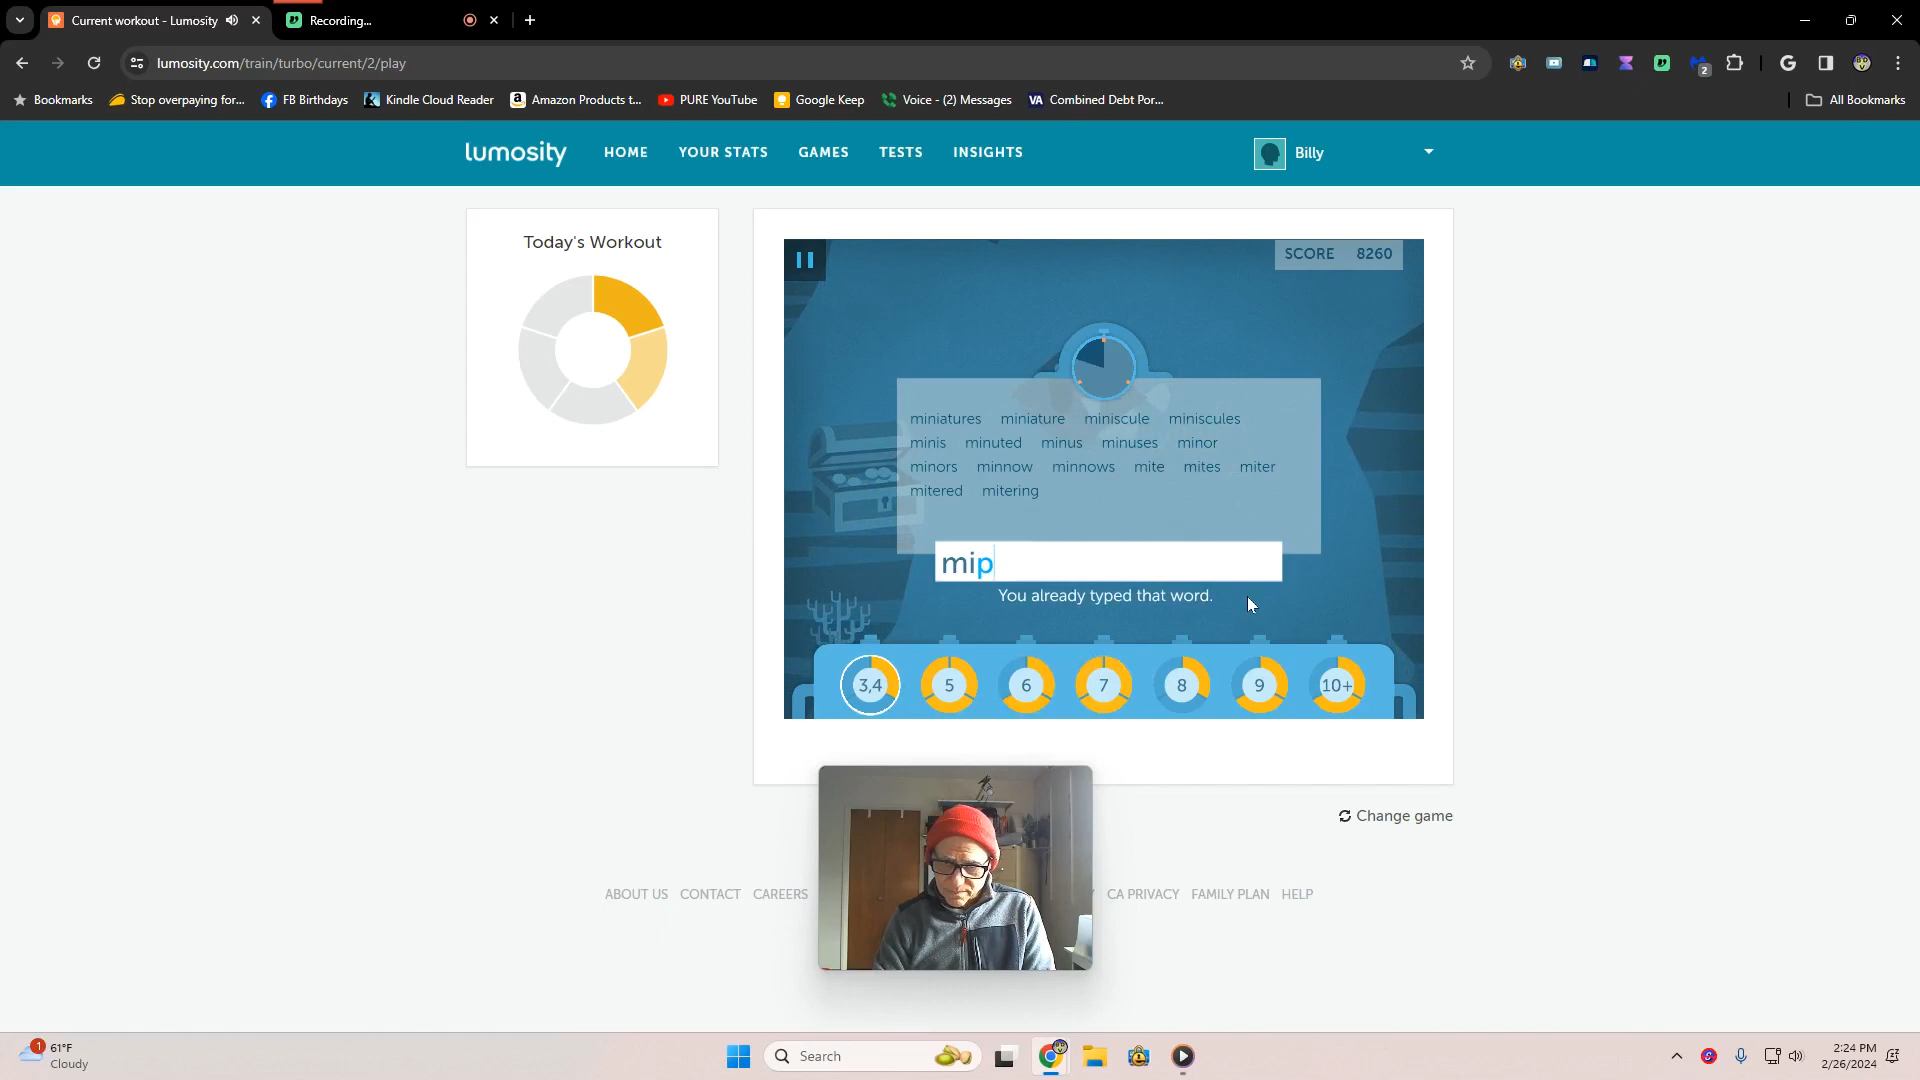 Current workout - Lumosity
Recording...
lumosity.com/train/turbo/current/2/play
2
Bookmarks
Stop overpaying for...
FB Birthdays
Kindle Cloud Reader
Amazon Products t...
PURE YouTube
Google Keep
Voice - (2) Messages
VA Combined Debt Por...
All Bookmarks
lumosity HOME YOUR STATS GAMES TESTS INSIGHTS Billy
Today's Workout
SCORE 8260
miniatures miniature miniscule miniscules
minis minuted minus minuses minor
minors minnow minnows mite mites miter
mitered mitering
mip
You already typed that word.
3,4 5 6 7 8 9 10+
Change game
ABOUT US CONTACT CAREERS CA PRIVACY FAMILY PLAN HELP
1
61°F
Cloudy
Search
2:24 PM
2/26/2024